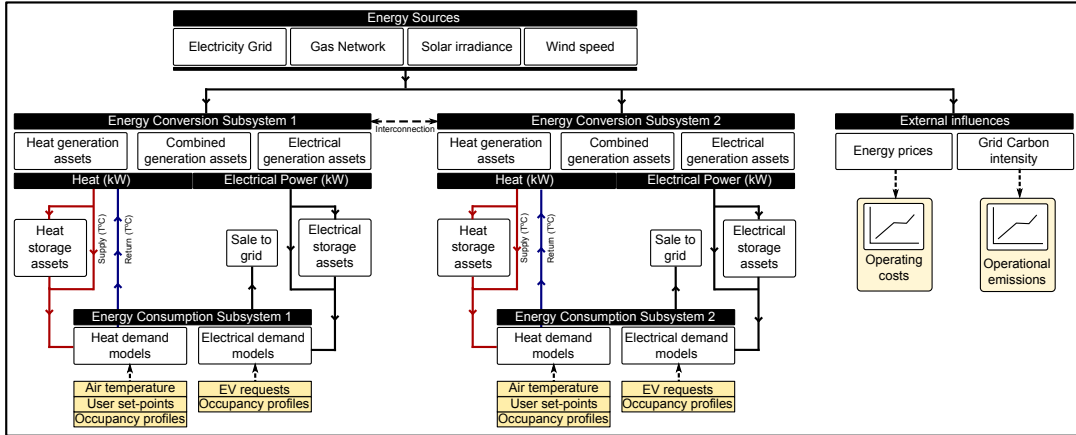 Energy Sources
Electricity Grid
Gas Network
Solar irradiance
Wind speed
Energy Conversion Subsystem 1
Interconnection
Energy Conversion Subsystem 2
External influences
Heat generation
assets
Combined
generation assets
Electrical
generation assets
Heat generation
assets
Combined
generation assets
Electrical
generation assets
Energy prices
Grid Carbon
intensity
Heat (kW)
Electrical Power (kW)
Heat (kW)
Electrical Power (kW)
Heat
storage
assets
Supply (TºC)
Return (TºC)
Sale to
grid
Electrical
storage
assets
Heat
storage
assets
Supply (TºC)
Return (TºC)
Sale to
grid
Electrical
storage
assets
Operating
costs
Operational
emissions
Energy Consumption Subsystem 1
Heat demand
models
Electrical demand
models
Air temperature
User set-points
Occupancy profiles
EV requests
Occupancy profiles
Energy Consumption Subsystem 2
Heat demand
models
Electrical demand
models
Air temperature
User set-points
Occupancy profiles
EV requests
Occupancy profiles